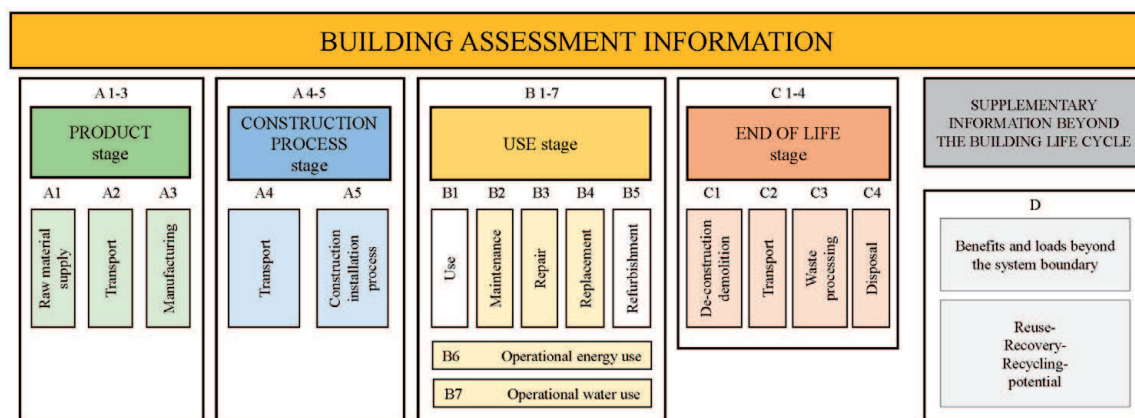 BUILDING ASSESSMENT INFORMATION
A 1-3
PRODUCT
stage
A1
A2
A3
Raw material
supply
Transport
Manufacturing
A 4-5
CONSTRUCTION
PROCESS
stage
A4
A5
Transport
Construction
installation
process
B 1-7
USE stage
B1
B2
B3
B4
B5
Use
Maintenance
Repair
Replacement
Refurbishment
B6 Operational energy use
B7 Operational water use
C 1-4
END OF LIFE
stage
C1
C2
C3
C4
De-construction
demolition
Transport
Waste
processing
Disposal
SUPPLEMENTARY
INFORMATION BEYOND
THE BUILDING LIFE CYCLE
D
Benefits and loads beyond
the system boundary
Reuse-
Recovery-
Recycling-
potential